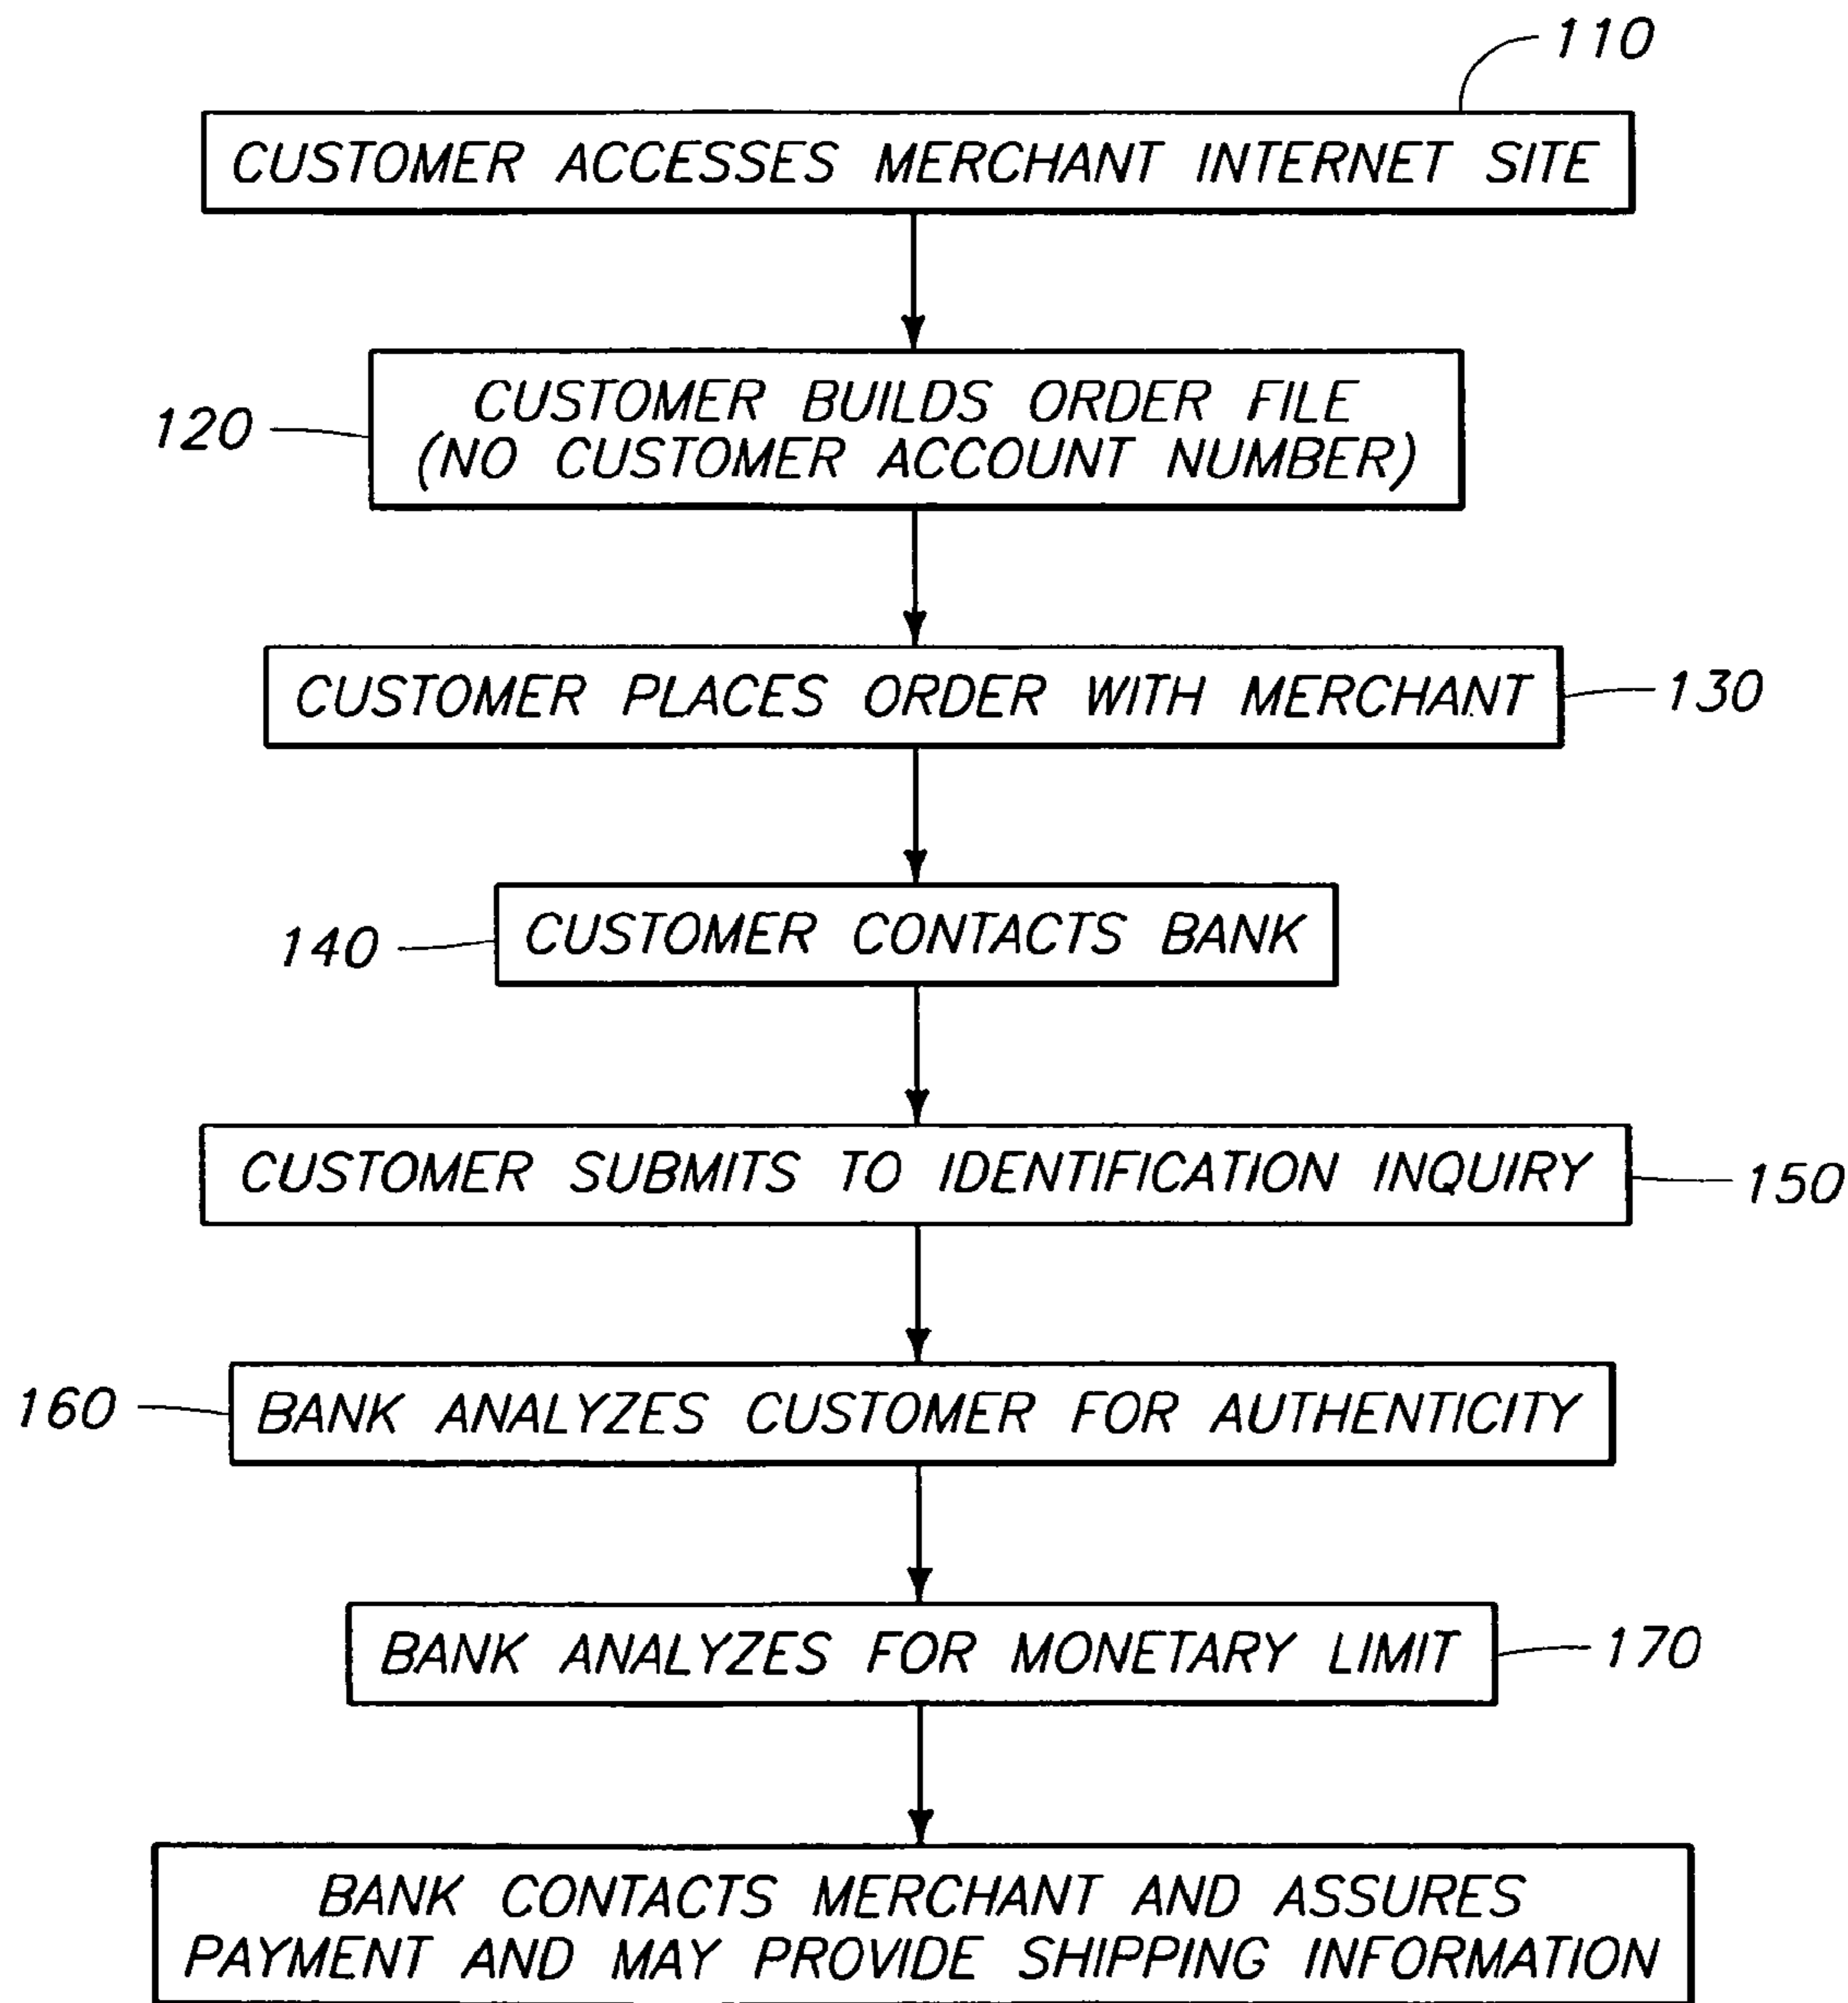 110
CUSTOMER ACCESSES MERCHANT INTERNET SITE
120
CUSTOMER BUILDS ORDER FILE
(NO CUSTOMER ACCOUNT NUMBER)
CUSTOMER PLACES ORDER WITH MERCHANT
130
140
CUSTOMER CONTACTS BANK
CUSTOMER SUBMITS TO IDENTIFICATION INQUIRY
150
160
BANK ANALYZES CUSTOMER FOR AUTHENTICITY
BANK ANALYZES FOR MONETARY LIMIT
170
BANK CONTACTS MERCHANT AND ASSURES
PAYMENT AND MAY PROVIDE SHIPPING INFORMATION